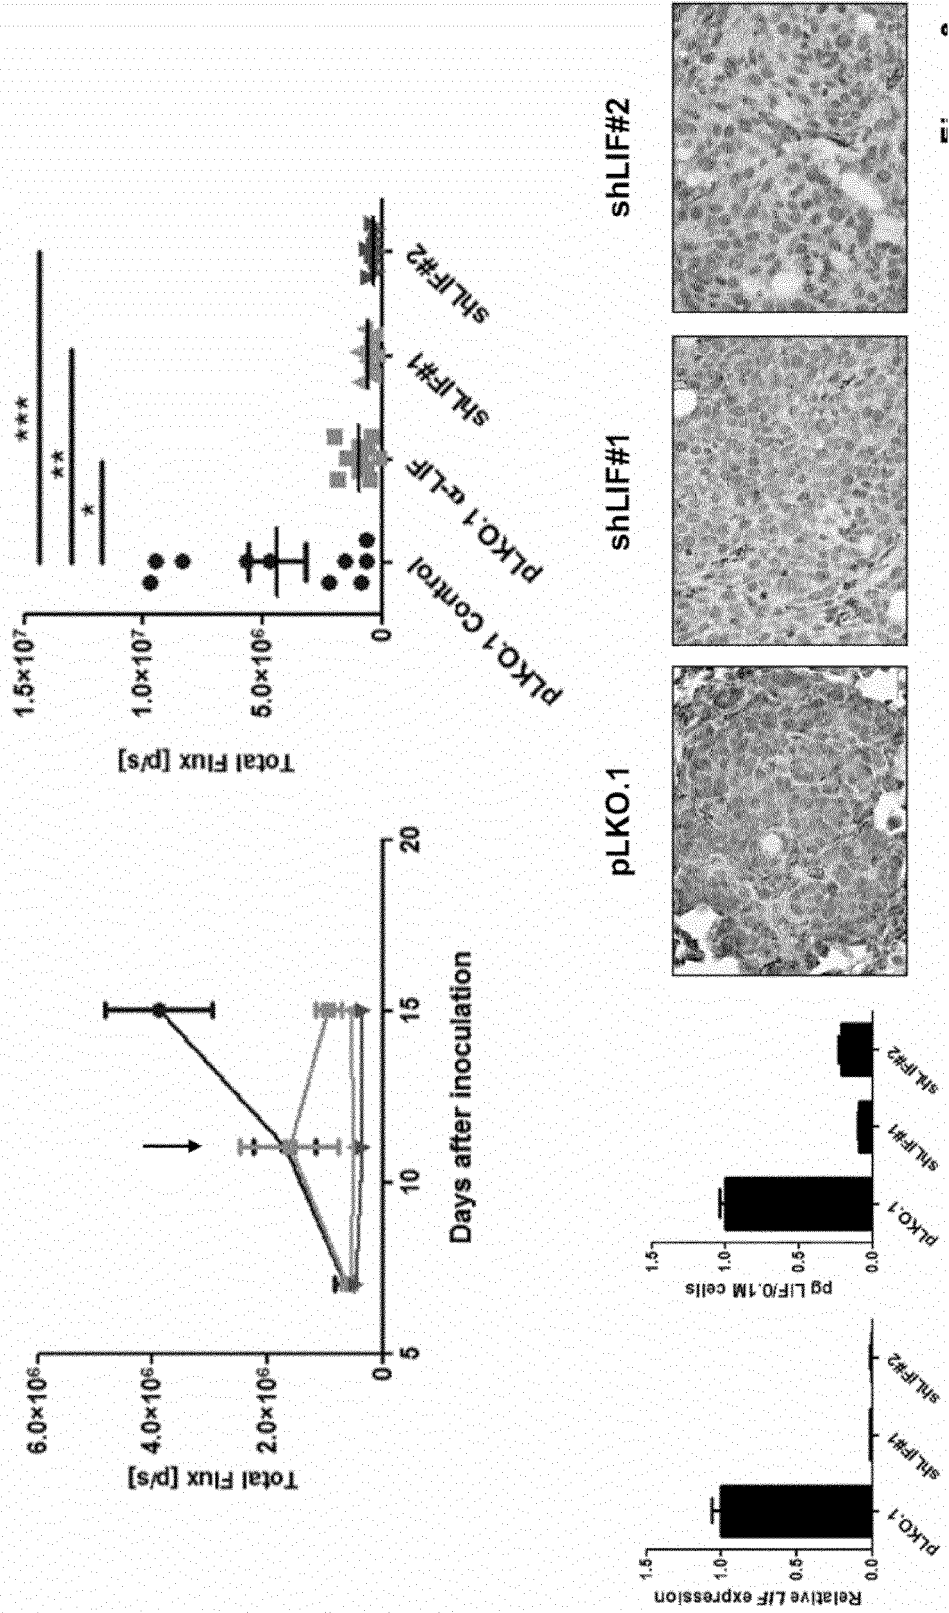 6.0×10⁶
4.0×10⁶
2.0×10⁶
0
Total Flux [p/s]
5
10
15
20
Days after inoculation
1.5×10⁷
1.0×10⁷
5.0×10⁶
0
Total Flux [p/s]
***
**
*
pLKO.1 Control
pLKO.1 α-LIF
shLIF#1
shLIF#2
1.5
1.0
0.5
0.0
Relative LIF expression
pLKO.1
shLIF#1
shLIF#2
1.5
1.0
0.5
0.0
pg LIF/0.1M cells
pLKO.1
shLIF#1
shLIF#2
pLKO.1
shLIF#1
shLIF#2